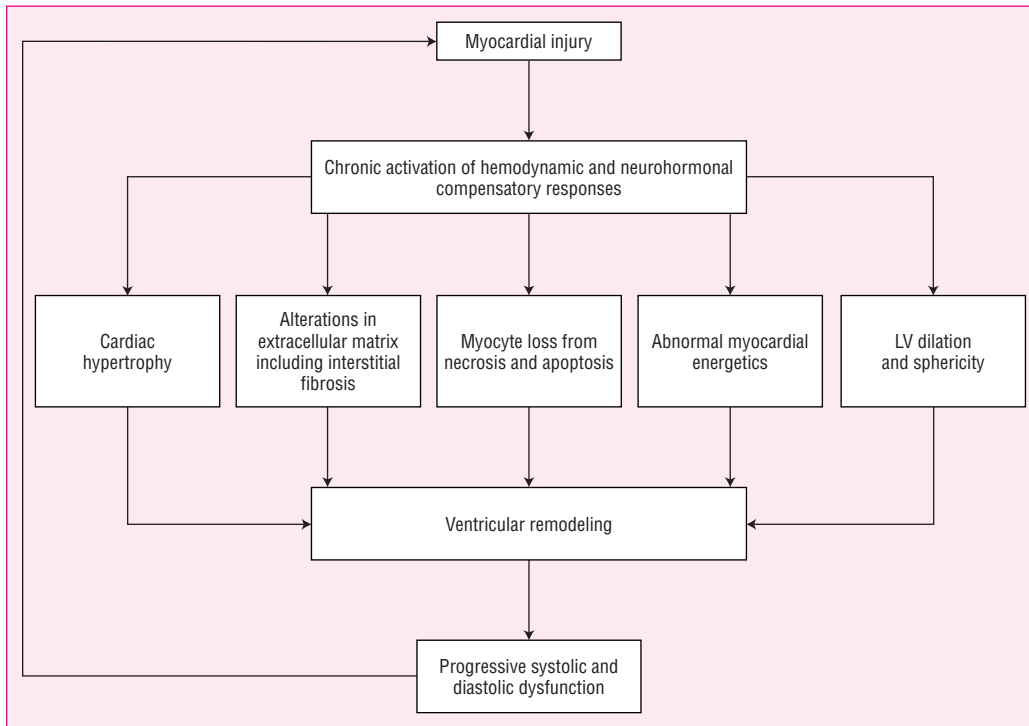 Myocardial injury
Chronic activation of hemodynamic and neurohormonal
compensatory responses
Cardiac
hypertrophy
Alterations in
extracellular matrix
including interstitial
fibrosis
Myocyte loss from
necrosis and apoptosis
Abnormal myocardial
energetics
LV dilation
and sphericity
Ventricular remodeling
Progressive systolic and
diastolic dysfunction